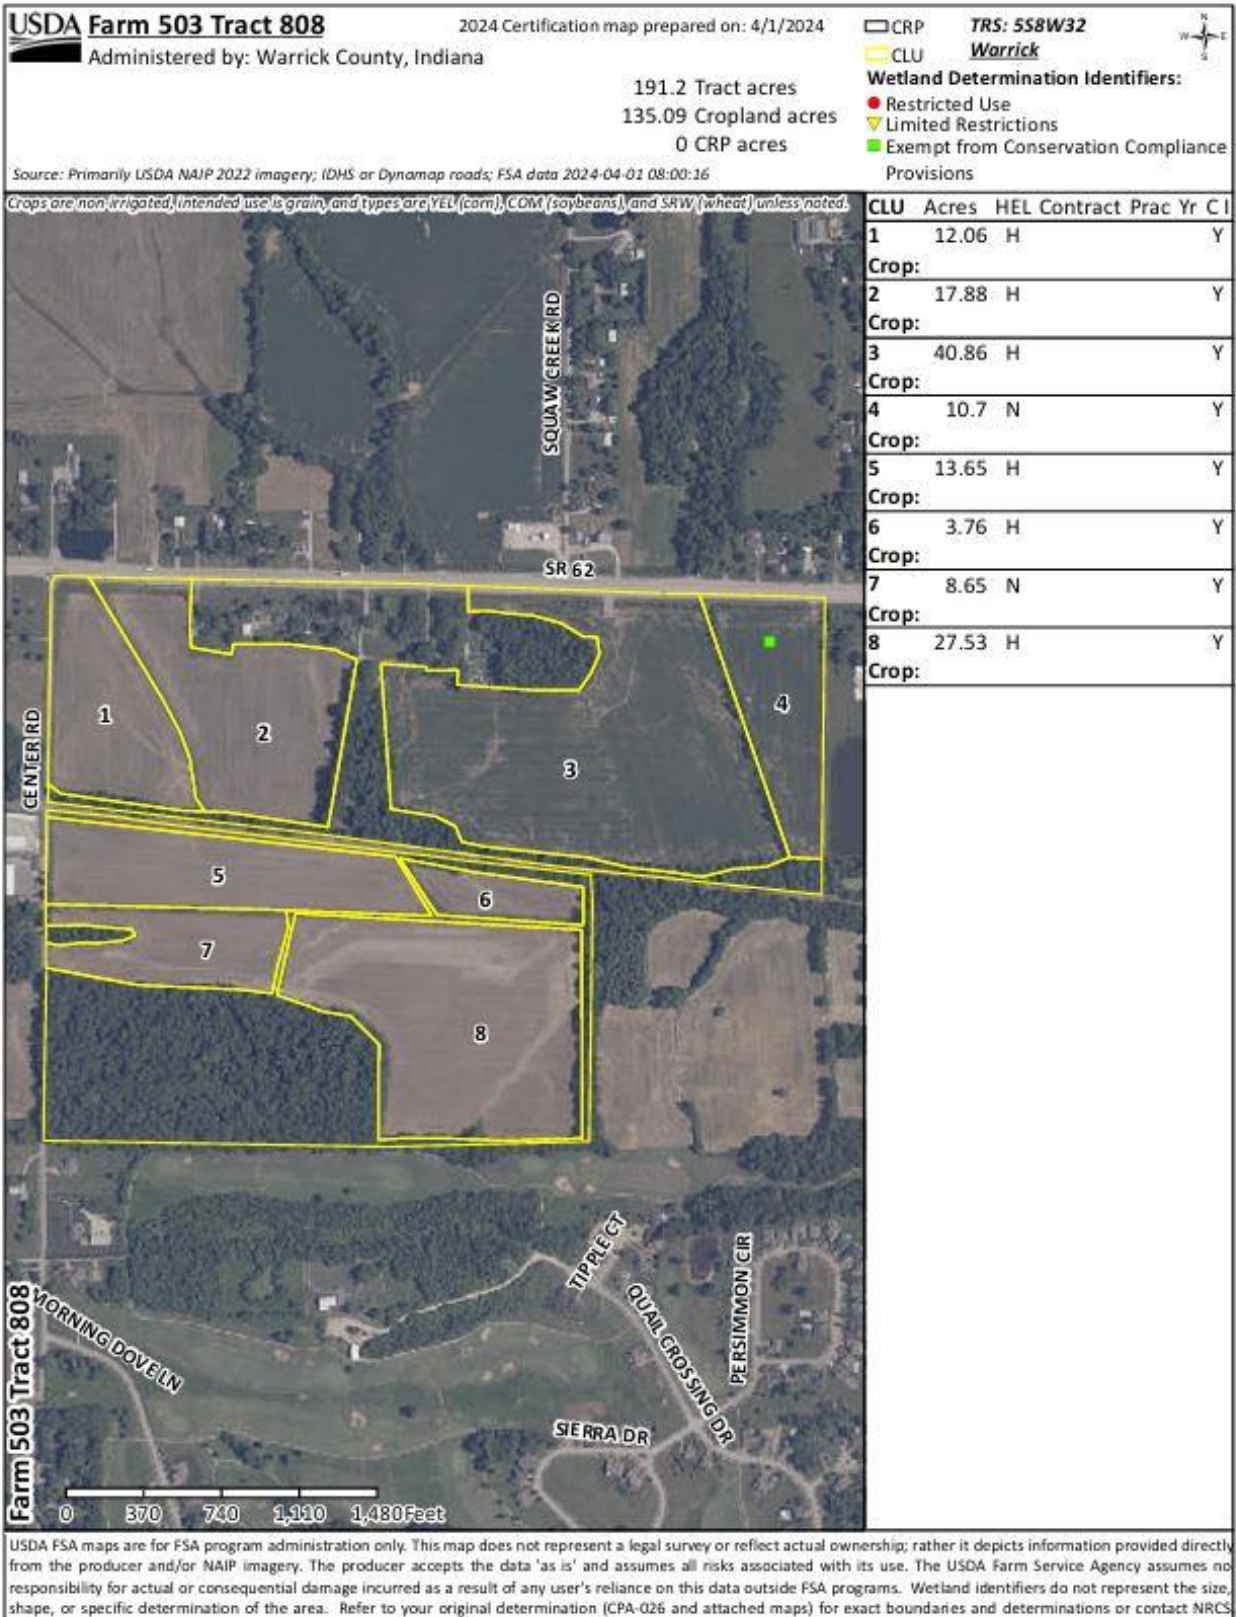 USDA Farm 503 Tract 808
2024 Certification map prepared on: 4/1/2024
Administered by: Warrick County, Indiana
191.2 Tract acres
135.09 Cropland acres
0 CRP acres
CRP
CLU
TRS: 5S8W32
Warrick
N
W E
S
Wetland Determination Identifiers:
Restricted Use
Limited Restrictions
Exempt from Conservation Compliance
Provisions
Source: Primarily USDA NAIP 2022 imagery; IDHS or Dynamap roads; FSA data 2024-04-01 08:00:16
Crops are non-irrigated, intended use is grain, and types are YEL (corn), COM (soybeans), and SRW (wheat) unless noted.
CLU Acres HEL Contract Prac Yr C I
1 12.06 H Y
Crop:
2 17.88 H Y
Crop:
3 40.86 H Y
Crop:
4 10.7 N Y
Crop:
5 13.65 H Y
Crop:
6 3.76 H Y
Crop:
7 8.65 N Y
Crop:
8 27.53 H Y
Crop:
SQUAW CREEK RD
SR 62
CENTER RD
1
2
3
4
5
6
7
8
TIPPLE CT
QUAIL CROSSING DR
PERSIMMON CIR
MORNING DOVE LN
SIERRA DR
Farm 503 Tract 808
0 370 740 1,110 1,480 Feet
USDA FSA maps are for FSA program administration only. This map does not represent a legal survey or reflect actual ownership; rather it depicts information provided directly
from the producer and/or NAIP imagery. The producer accepts the data 'as is' and assumes all risks associated with its use. The USDA Farm Service Agency assumes no
responsibility for actual or consequential damage incurred as a result of any user's reliance on this data outside FSA programs. Wetland identifiers do not represent the size,
shape, or specific determination of the area. Refer to your original determination (CPA-026 and attached maps) for exact boundaries and determinations or contact NRCS